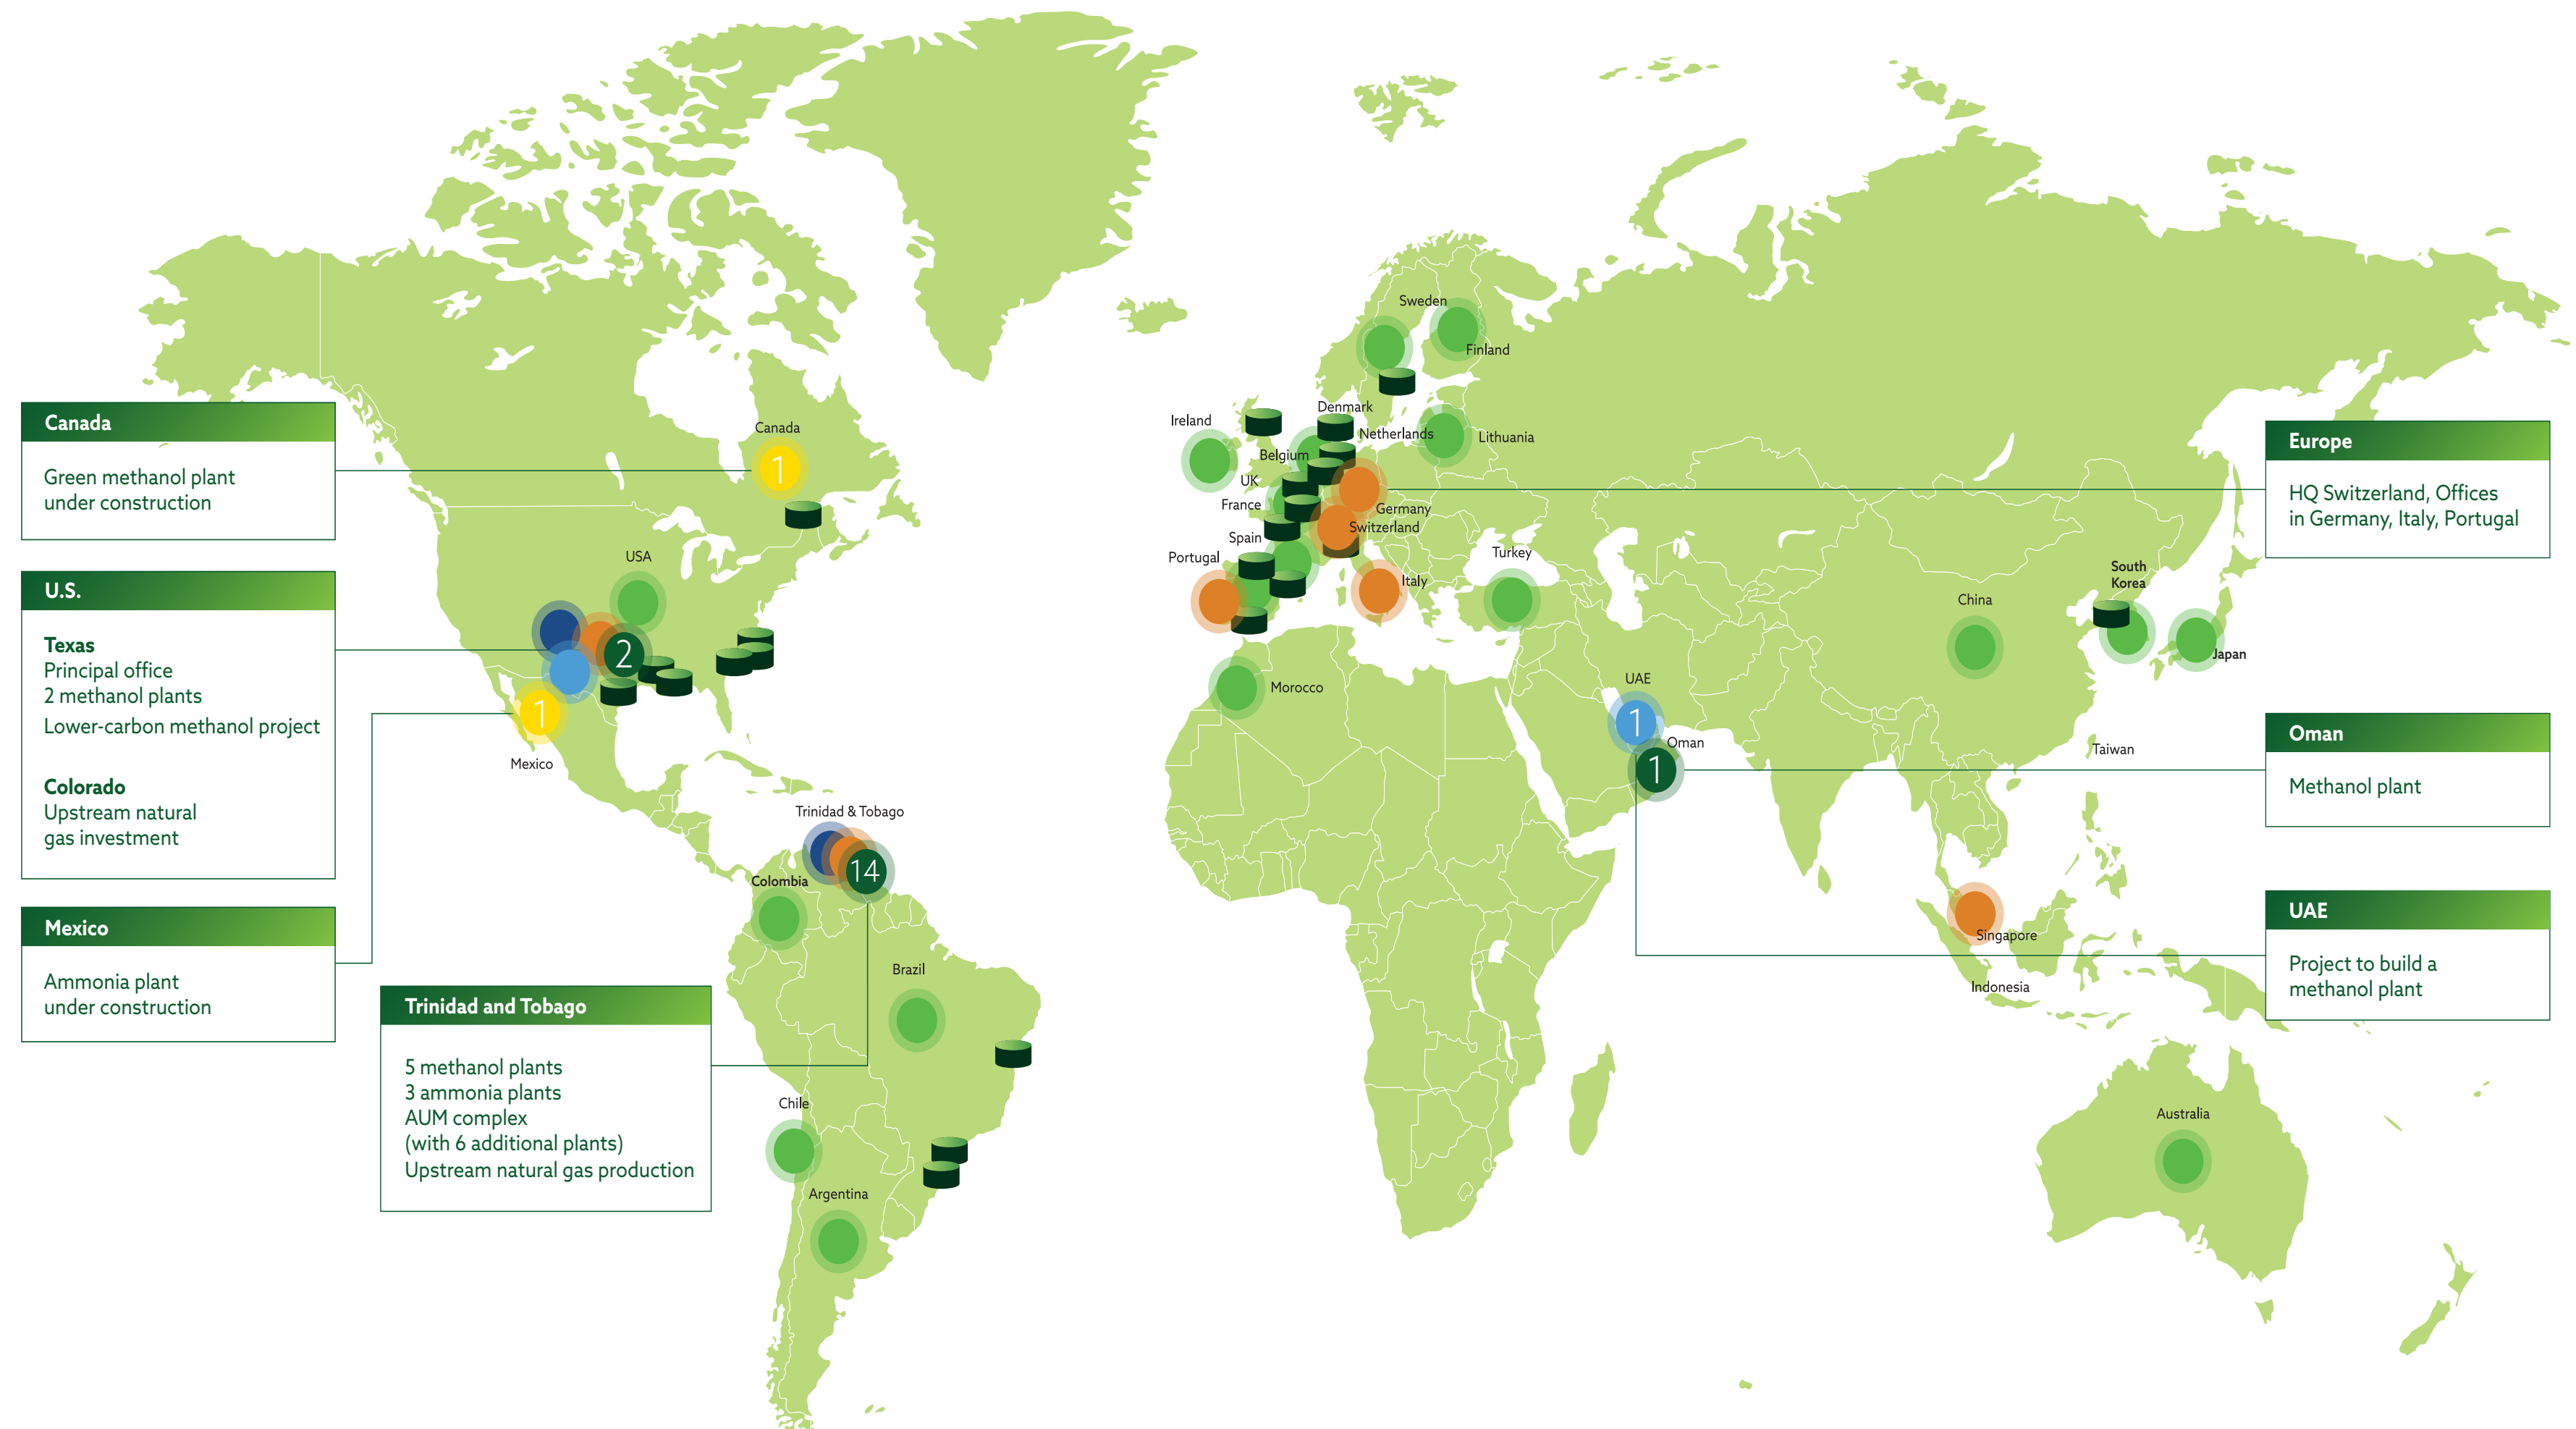 Canada
Green methanol plant
under construction
U.S.
Texas
Principal office
2 methanol plants
Lower-carbon methanol project
Colorado
Upstream natural
gas investment
Mexico
Ammonia plant
under construction
Trinidad and Tobago
5 methanol plants
3 ammonia plants
AUM complex
(with 6 additional plants)
Upstream natural gas production
Canada
1
USA
2
1
Mexico
Trinidad & Tobago
14
Colombia
Brazil
Chile
Argentina
Sweden
Finland
Denmark
Ireland
Netherlands
Lithuania
Belgium
UK
France
Germany
Switzerland
Spain
Portugal
Italy
Turkey
Morocco
UAE
1
Oman
1
China
South
Korea
Japan
Taiwan
Singapore
Indonesia
Australia
Europe
HQ Switzerland, Offices
in Germany, Italy, Portugal
Oman
Methanol plant
UAE
Project to build a
methanol plant